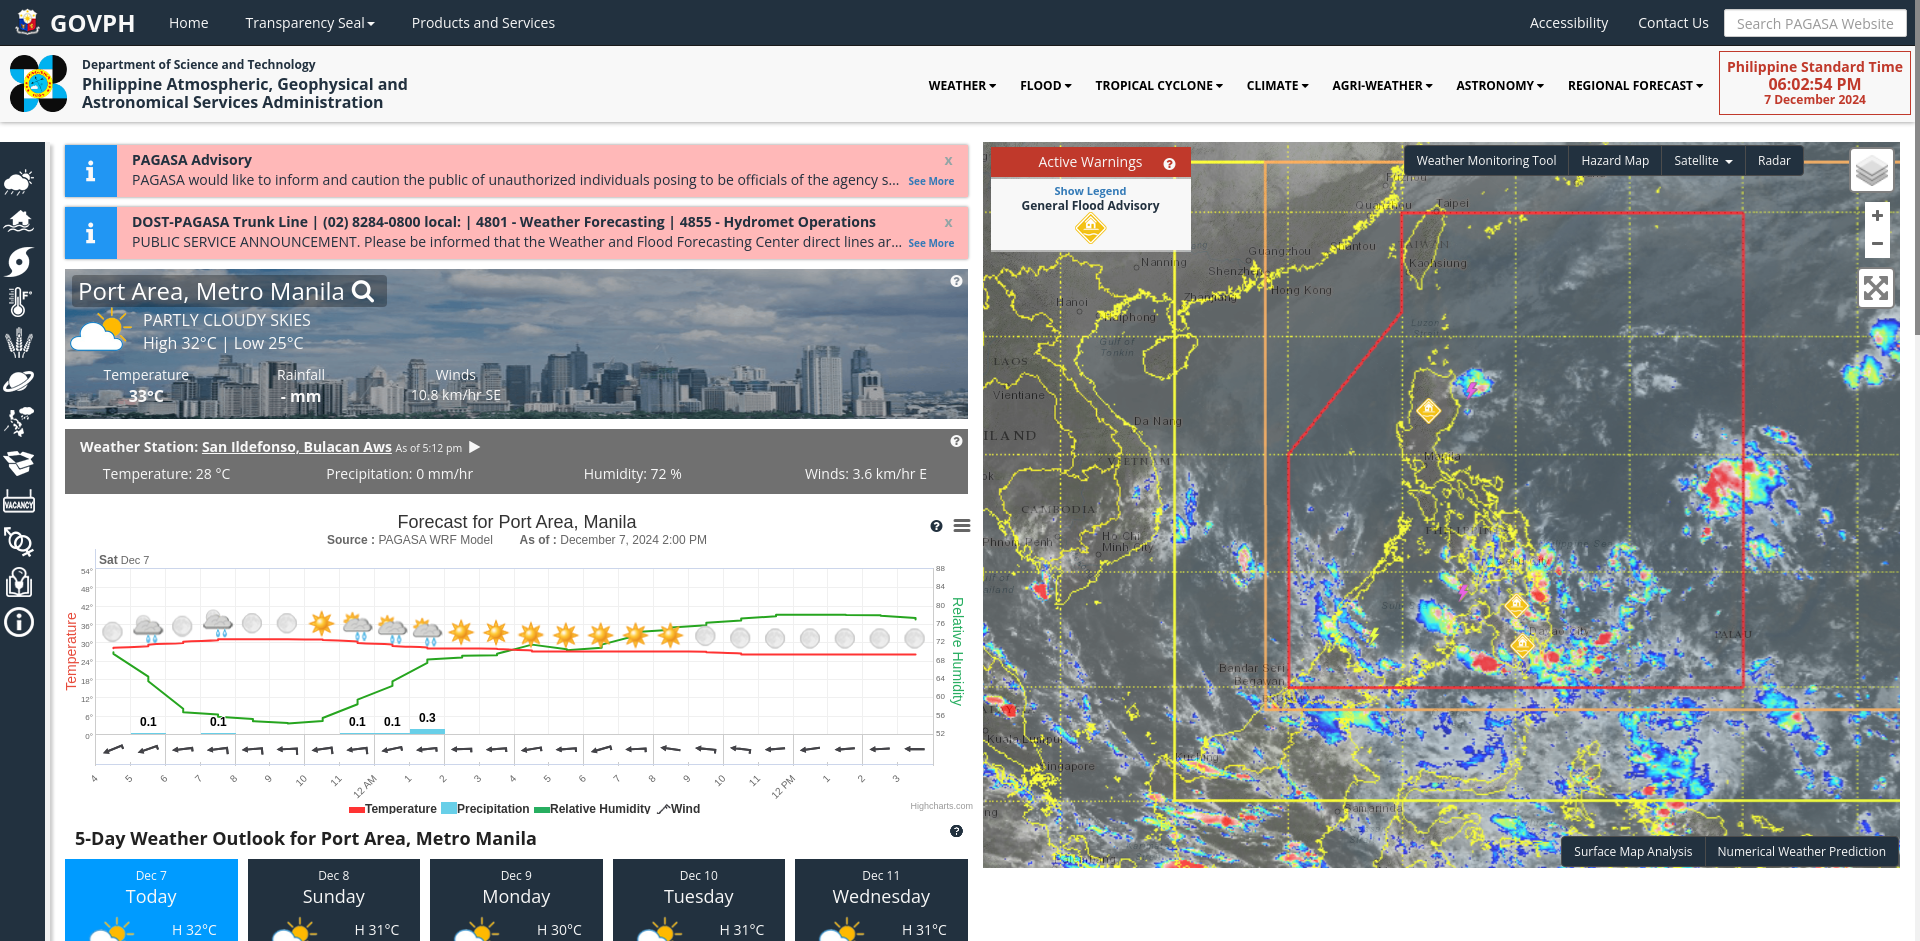 GOVPH
Home
Transparency Seal
Products and Services
Accessibility
Contact Us
Search PAGASA Website
Department of Science and Technology
Philippine Atmospheric, Geophysical and
Astronomical Services Administration
WEATHER
FLOOD
TROPICAL CYCLONE
CLIMATE
AGRI-WEATHER
ASTRONOMY
REGIONAL FORECAST
Philippine Standard Time
06:02:54 PM
7 December 2024
PAGASA Advisory
x
PAGASA would like to inform and caution the public of unauthorized individuals posing to be officials of the agency s...
See More
DOST-PAGASA Trunk Line | (02) 8284-0800 local: | 4801 - Weather Forecasting | 4855 - Hydromet Operations
x
PUBLIC SERVICE ANNOUNCEMENT. Please be informed that the Weather and Flood Forecasting Center direct lines ar...
See More
Port Area, Metro Manila
PARTLY CLOUDY SKIES
High 32°C | Low 25°C
Temperature
Rainfall
Winds
33°C
- mm
10.8 km/hr SE
Weather Station: San Ildefonso, Bulacan Aws As of 5:12 pm
Temperature: 28 °C
Precipitation: 0 mm/hr
Humidity: 72 %
Winds: 3.6 km/hr E
Forecast for Port Area, Manila
Source : PAGASA WRF Model
As of : December 7, 2024 2:00 PM
Sat Dec 7
54°
48°
42°
36°
30°
24°
18°
12°
6°
0°
Temperature
88
84
80
76
72
68
64
60
56
52
Relative Humidity
0.1
0.1
0.1
0.1
0.3
4
5
6
7
8
9
10
11
12 AM
1
2
3
4
5
6
7
8
9
10
11
12 PM
1
2
3
Temperature
Precipitation
Relative Humidity
Wind
Highcharts.com
5-Day Weather Outlook for Port Area, Metro Manila
Dec 7
Today
H 32°C
Dec 8
Sunday
H 31°C
Dec 9
Monday
H 30°C
Dec 10
Tuesday
H 31°C
Dec 11
Wednesday
H 31°C
VACANCY
Active Warnings
Show Legend
General Flood Advisory
Weather Monitoring Tool
Hazard Map
Satellite
Radar
+
−
Taipei
TAIWAN
Kaohsiung
Guangzhou
Shantou
Nanning
Shenzhen
Hong Kong
Zhanjiang
Hanoi
Haiphong
Gulf of
Tonkin
LAOS
Vientiane
Luzon
Da Nang
VIETNAM
Manila
CAMBODIA
Phnom Penh
Ho Chi
Minh City
Davao City
PALAU
Bandar Seri
Begawan
Kuala Lumpur
Singapore
Kuching
Samarinda
Surface Map Analysis
Numerical Weather Prediction